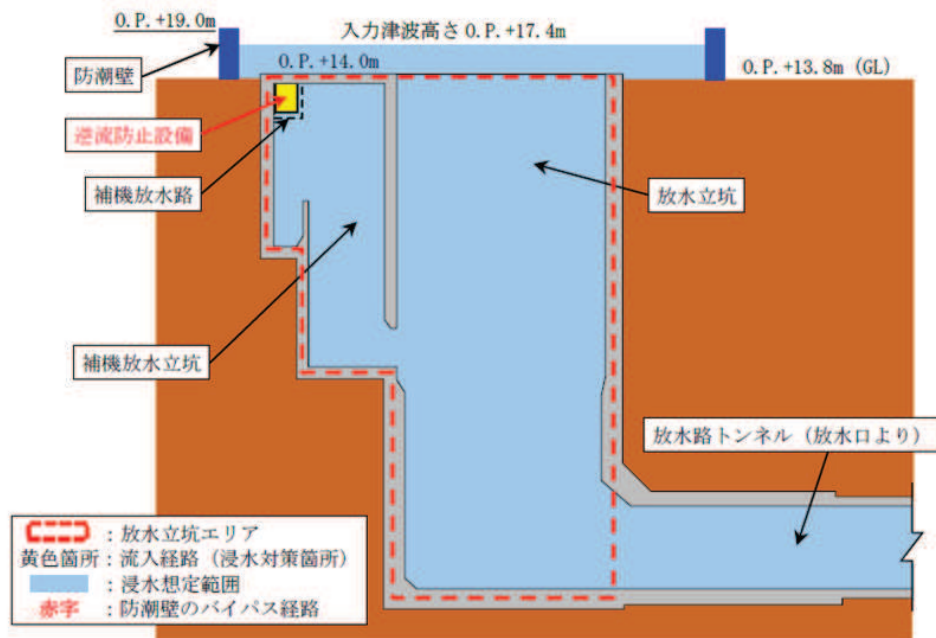 O.P.+19.0m
入力津波高さ O.P.+17.4m
防潮壁
O.P.+14.0m
O.P.+13.8m (GL)
逆流防止設備
補機放水路
放水立坑
補機放水立坑
放水路トンネル（放水口より）
：放水立坑エリア
黄色箇所：流入経路（浸水対策箇所）
：浸水想定範囲
赤字：防潮壁のバイパス経路